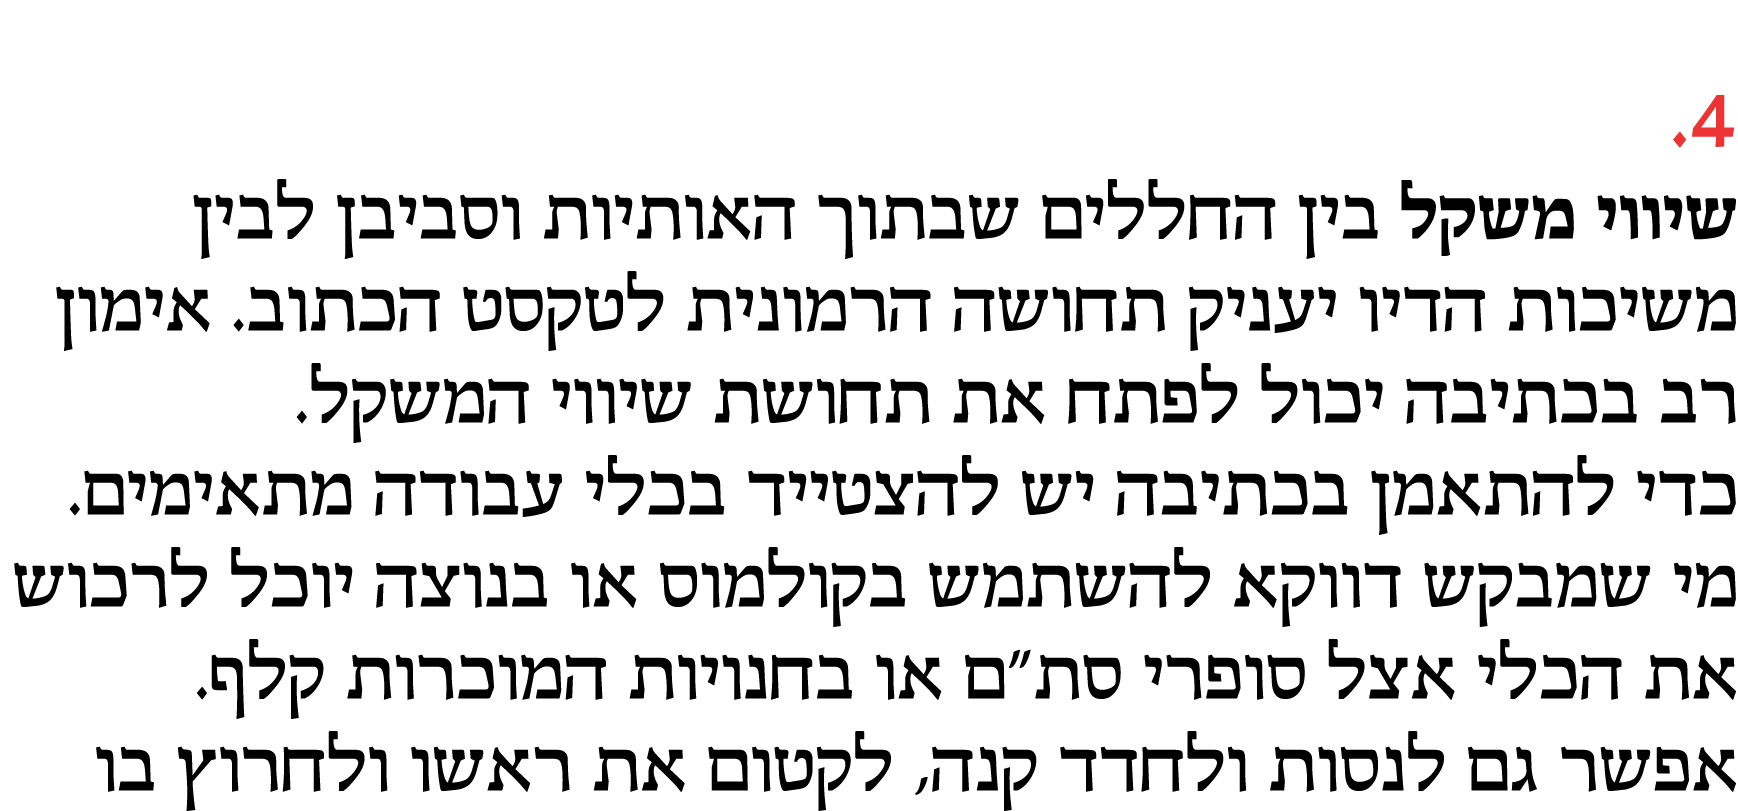 4.
שיווי משקל בין החללים שבתוך האותיות וסביבן לבין
משיכות הדיו יעניק תחושה הרמונית לטקסט הכתוב. אימון
רב בכתיבה יכול לפתח את תחושת שיווי המשקל.
כדי להתאמן בכתיבה יש להצטייד בכלי עבודה מתאימים.
מי שמבקש דווקא להשתמש בקולמוס או בנוצה יוכל לרכוש
את הכלי אצל סופרי סת״ם או בחנויות המוכרות קלף.
אפשר גם לנסות ולחדד קנה, לקטום את ראשו ולחרוץ בו